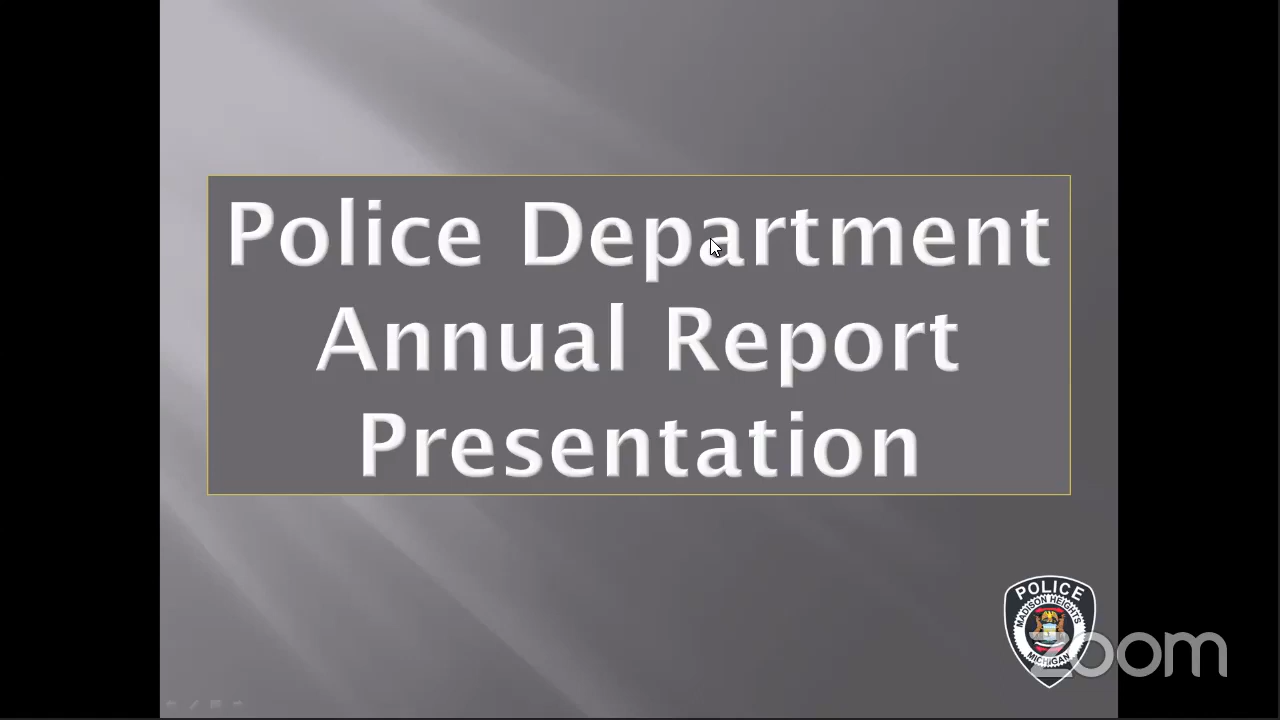 Police Department
Annual Report
Presentation
POLICE
MADISON HEIGHTS
MICHIGAN
zoom